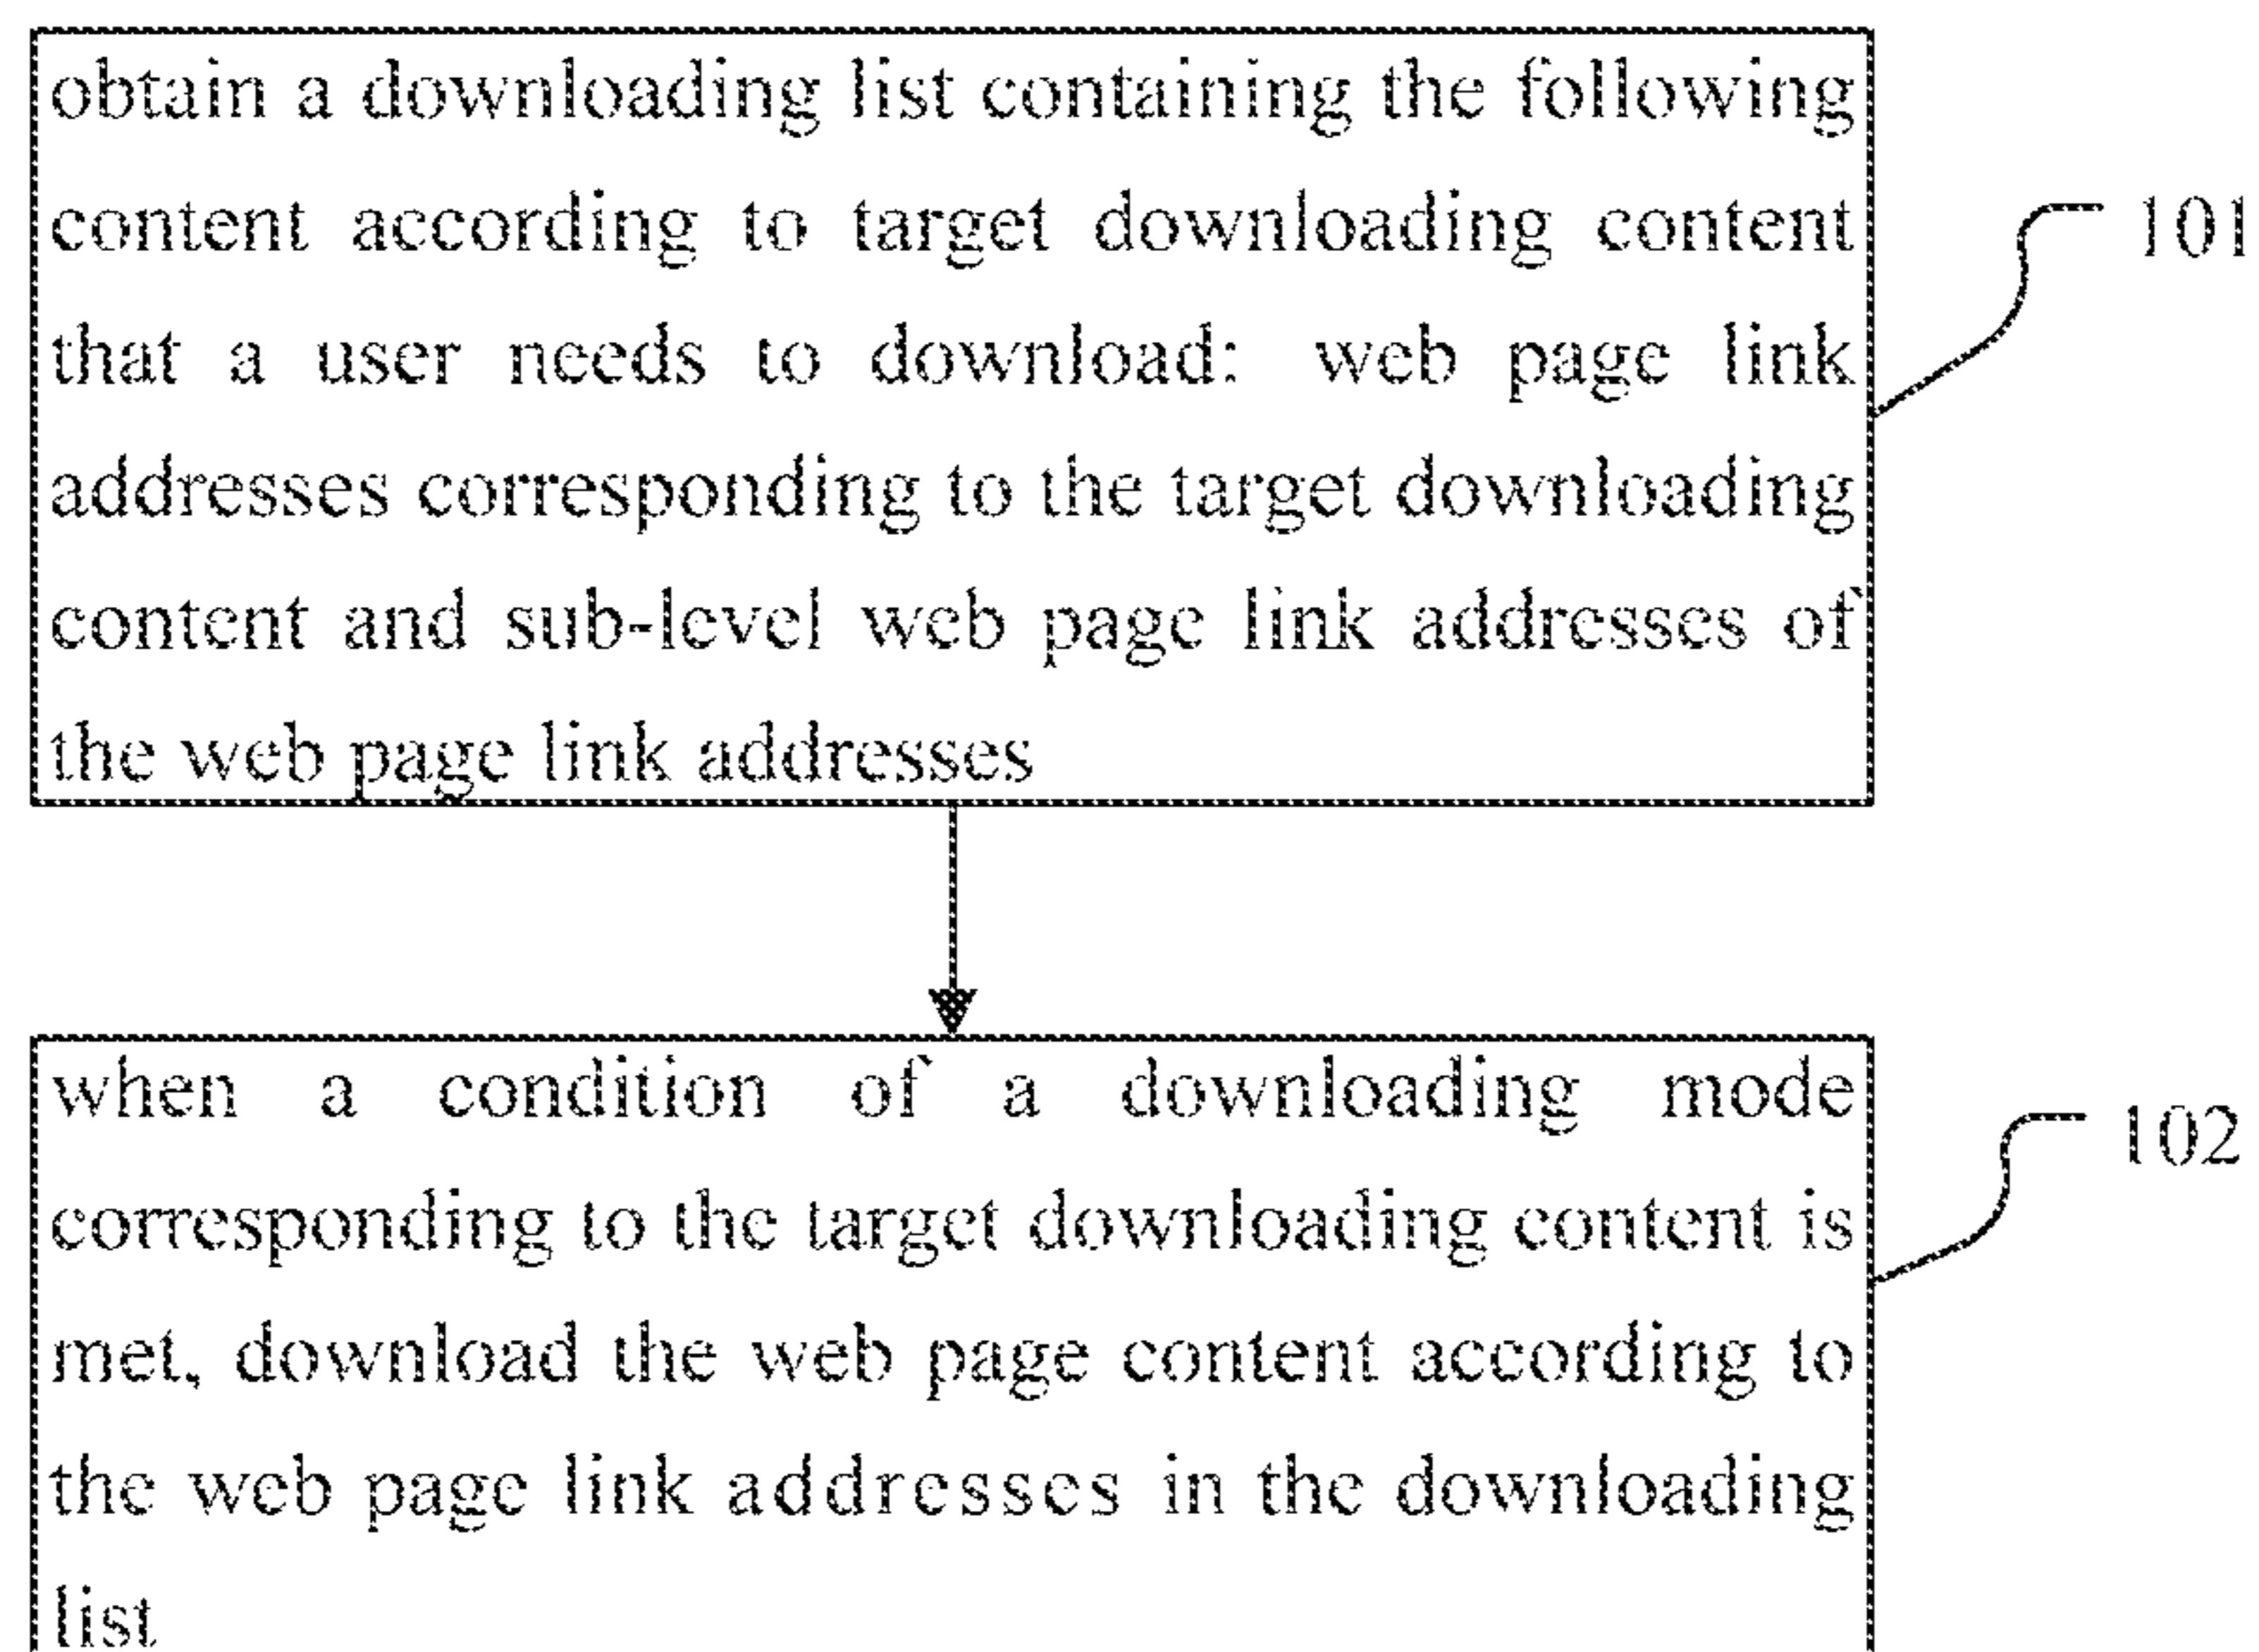 obtain a downloading list containing the following
content according to target downloading content
that a user needs to download: web page link
addresses corresponding to the target downloading
content and sub-level web page link addresses of
the web page link addresses
101
when a condition of a downloading mode
corresponding to the target downloading content is
met, download the web page content according to
the web page link addresses in the downloading
list
102